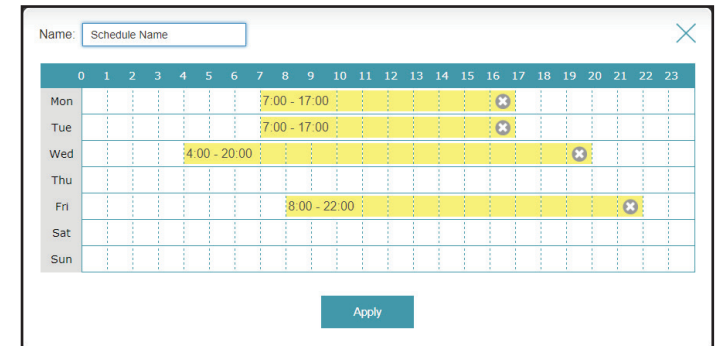 Name: Schedule Name
0 1 2 3 4 5 6 7 8 9 10 11 12 13 14 15 16 17 18 19 20 21 22 23
Mon 7:00 - 17:00
Tue 7:00 - 17:00
Wed 4:00 - 20:00
Thu
Fri 8:00 - 22:00
Sat
Sun
Apply